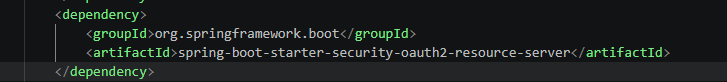 <dependency>
<groupId>org.springframework.boot</groupId>
<artifactId>spring-boot-starter-security-oauth2-resource-server</artifactId>
</dependency>